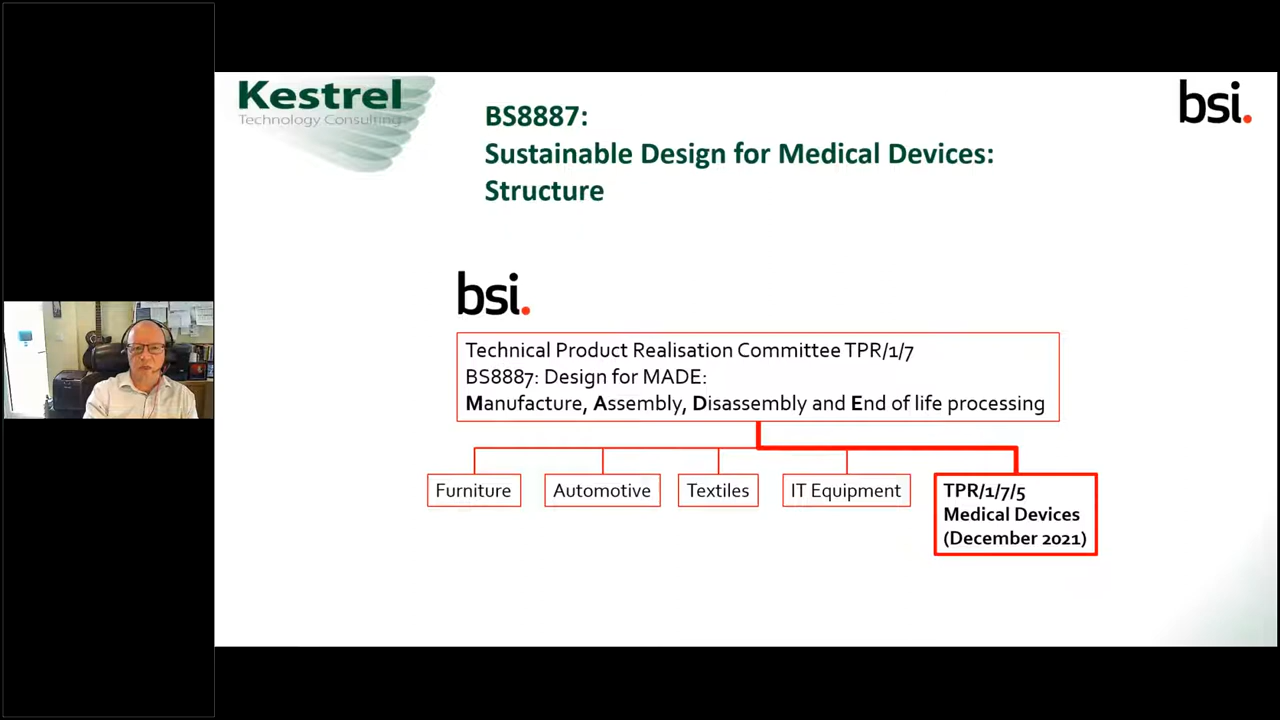 Kestrel
Technology Consulting
bsi.
BS8887:
Sustainable Design for Medical Devices:
Structure
bsi.
Technical Product Realisation Committee TPR/1/7
BS8887: Design for MADE:
Manufacture, Assembly, Disassembly and End of life processing
Furniture
Automotive
Textiles
IT Equipment
TPR/1/7/5
Medical Devices
(December 2021)